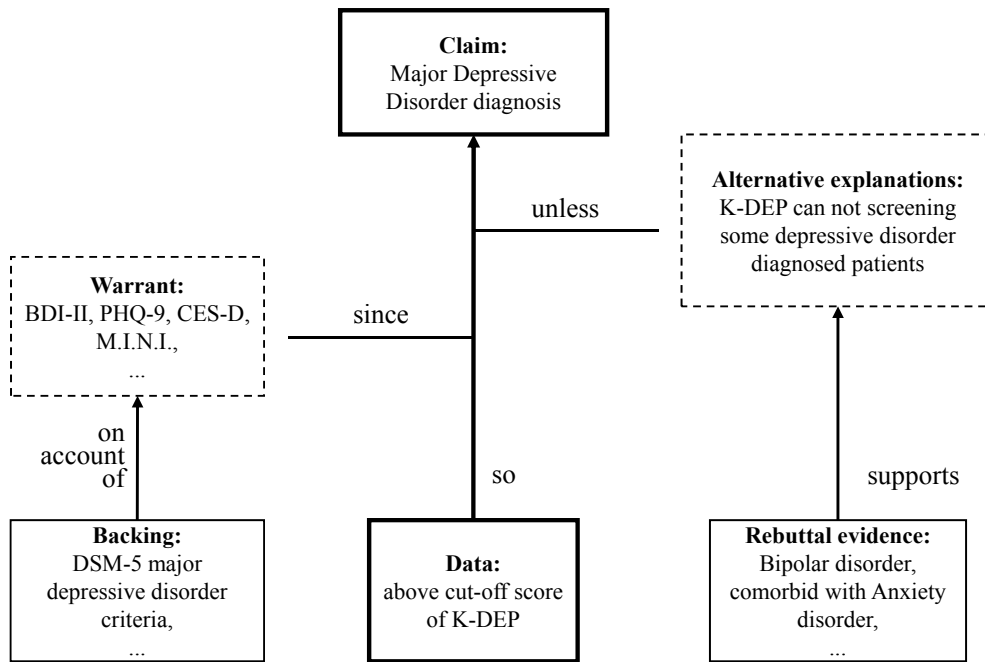 Claim:
Major Depressive
Disorder diagnosis
Alternative explanations:
K-DEP can not screening
some depressive disorder
diagnosed patients
unless
Warrant:
BDI-II, PHQ-9, CES-D,
M.I.N.I.,
...
since
on
account
of
so
supports
Backing:
DSM-5 major
depressive disorder
criteria,
...
Data:
above cut-off score
of K-DEP
Rebuttal evidence:
Bipolar disorder,
comorbid with Anxiety
disorder,
...